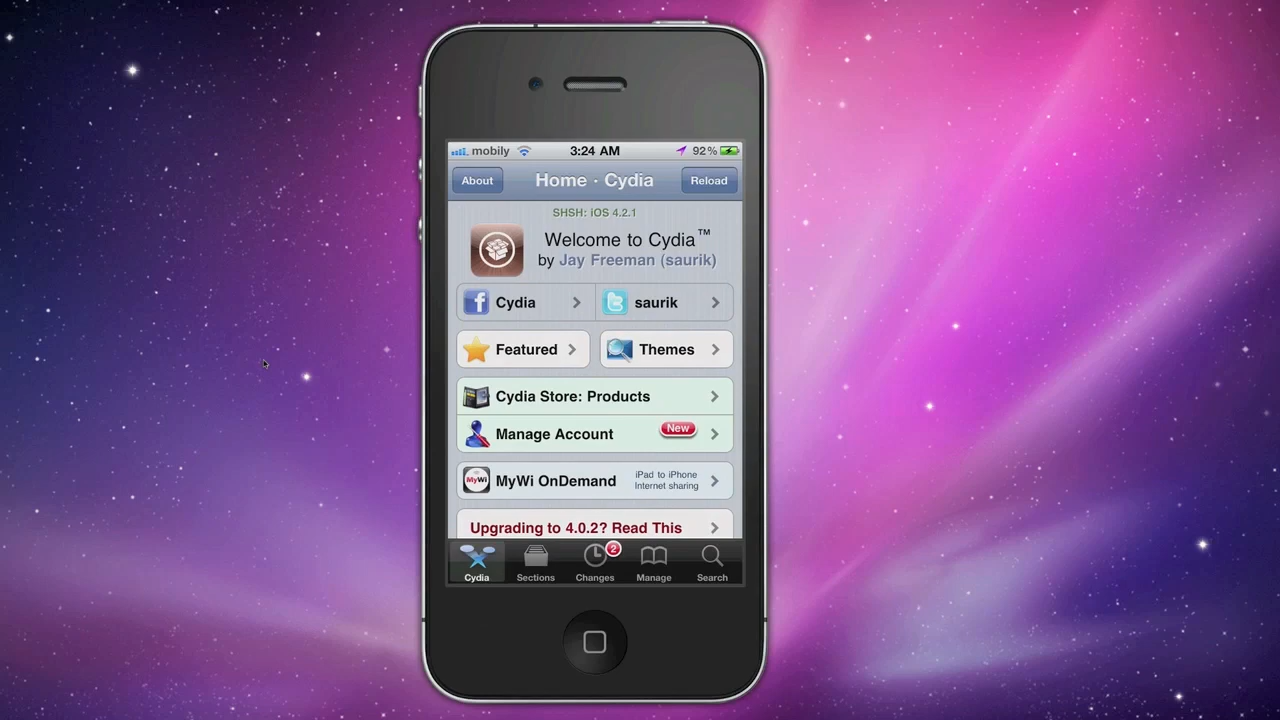 mobily 3:24 AM 92%
About Home · Cydia Reload
SHSH: iOS 4.2.1
Welcome to Cydia™
by Jay Freeman (saurik)
f Cydia t saurik
Featured Themes
Cydia Store: Products
Manage Account New
MyWi MyWi OnDemand iPad to iPhone
Internet sharing
Upgrading to 4.0.2? Read This
2
Cydia Sections Changes Manage Search